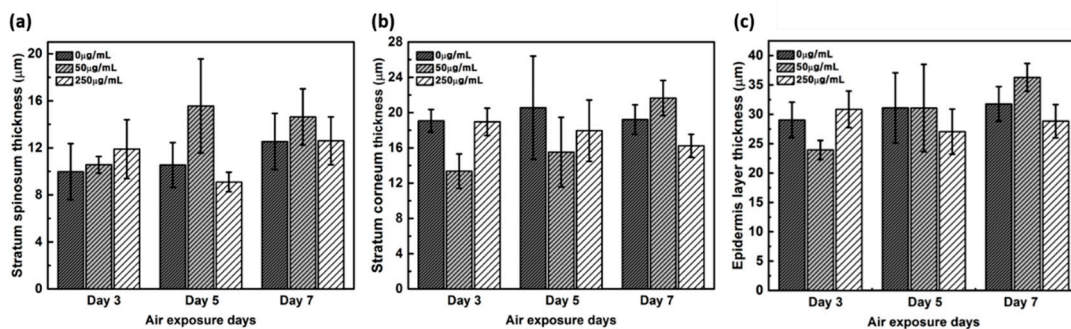 (a)
Stratum spinosum thickness (μm)
20
16
12
8
4
0
0μg/mL
50μg/mL
250μg/mL
Day 3
Day 5
Day 7
Air exposure days
(b)
Stratum corneum thickness (μm)
28
24
20
16
12
8
4
0
0μg/mL
50μg/mL
250μg/mL
Day 3
Day 5
Day 7
Air exposure days
(c)
Epidermis layer thickness (μm)
40
35
30
25
20
15
10
5
0
0μg/mL
50μg/mL
250μg/mL
Day 3
Day 5
Day 7
Air exposure days